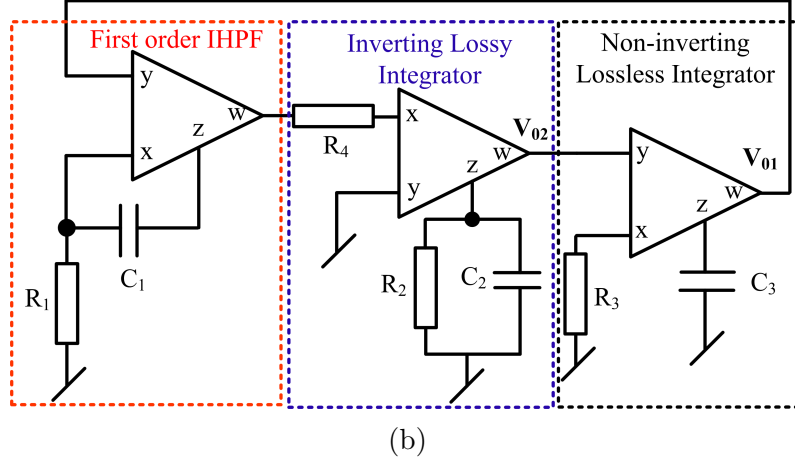 First order IHPF
Inverting Lossy
Integrator
Non-inverting
Lossless Integrator
y
x
z
w
R4
x
y
z
w
V02
y
x
z
w
V01
R1
C1
R2
C2
R3
C3
(b)